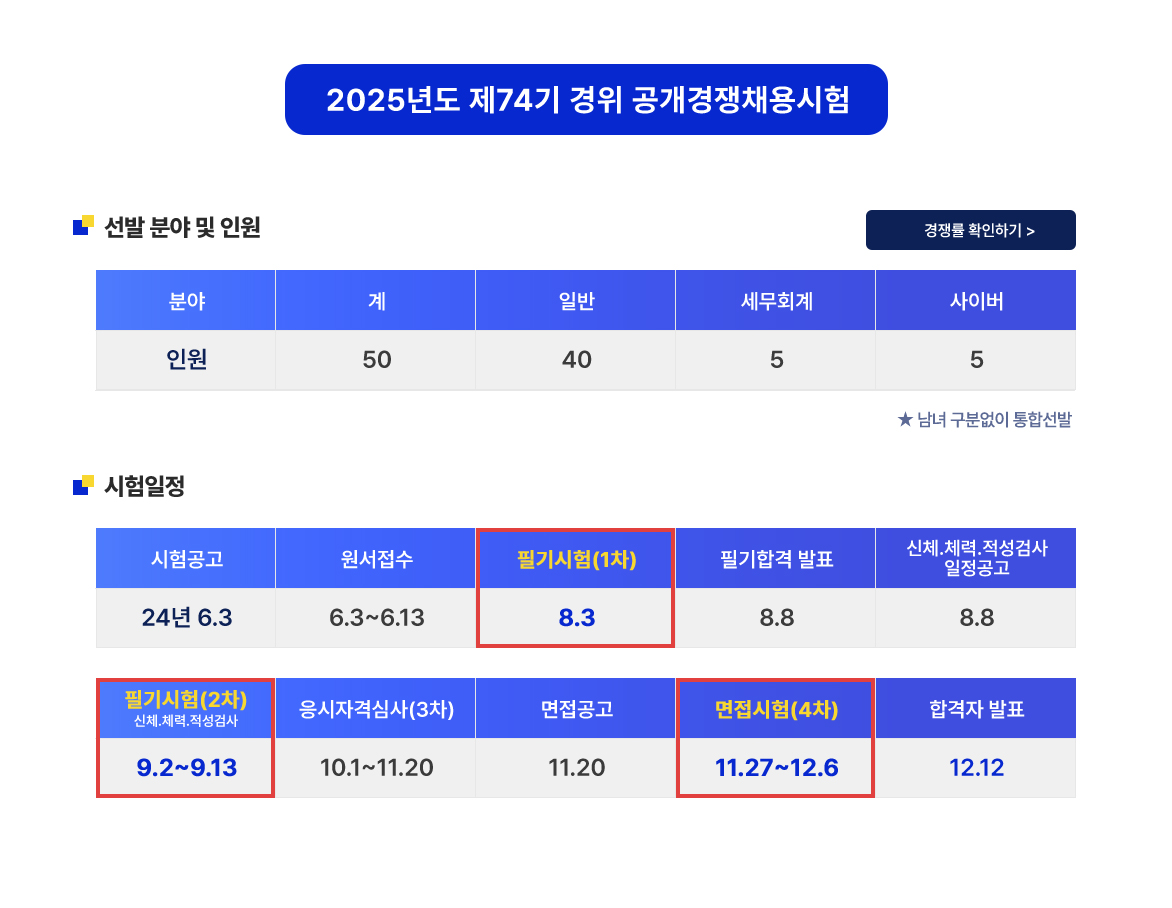 2025년도 제74기 경위 공개경쟁채용시험
선발 분야 및 인원
경쟁률 확인하기 >
분야 계 일반 세무회계 사이버
인원 50 40 5 5
★ 남녀 구분없이 통합선발
시험일정
시험공고 원서접수 필기시험(1차) 필기합격 발표 신체.체력.적성검사
일정공고
24년 6.3 6.3~6.13 8.3 8.8 8.8
필기시험(2차) 응시자격심사(3차) 면접공고 면접시험(4차) 합격자 발표
신체.체력.적성검사
9.2~9.13 10.1~11.20 11.20 11.27~12.6 12.12